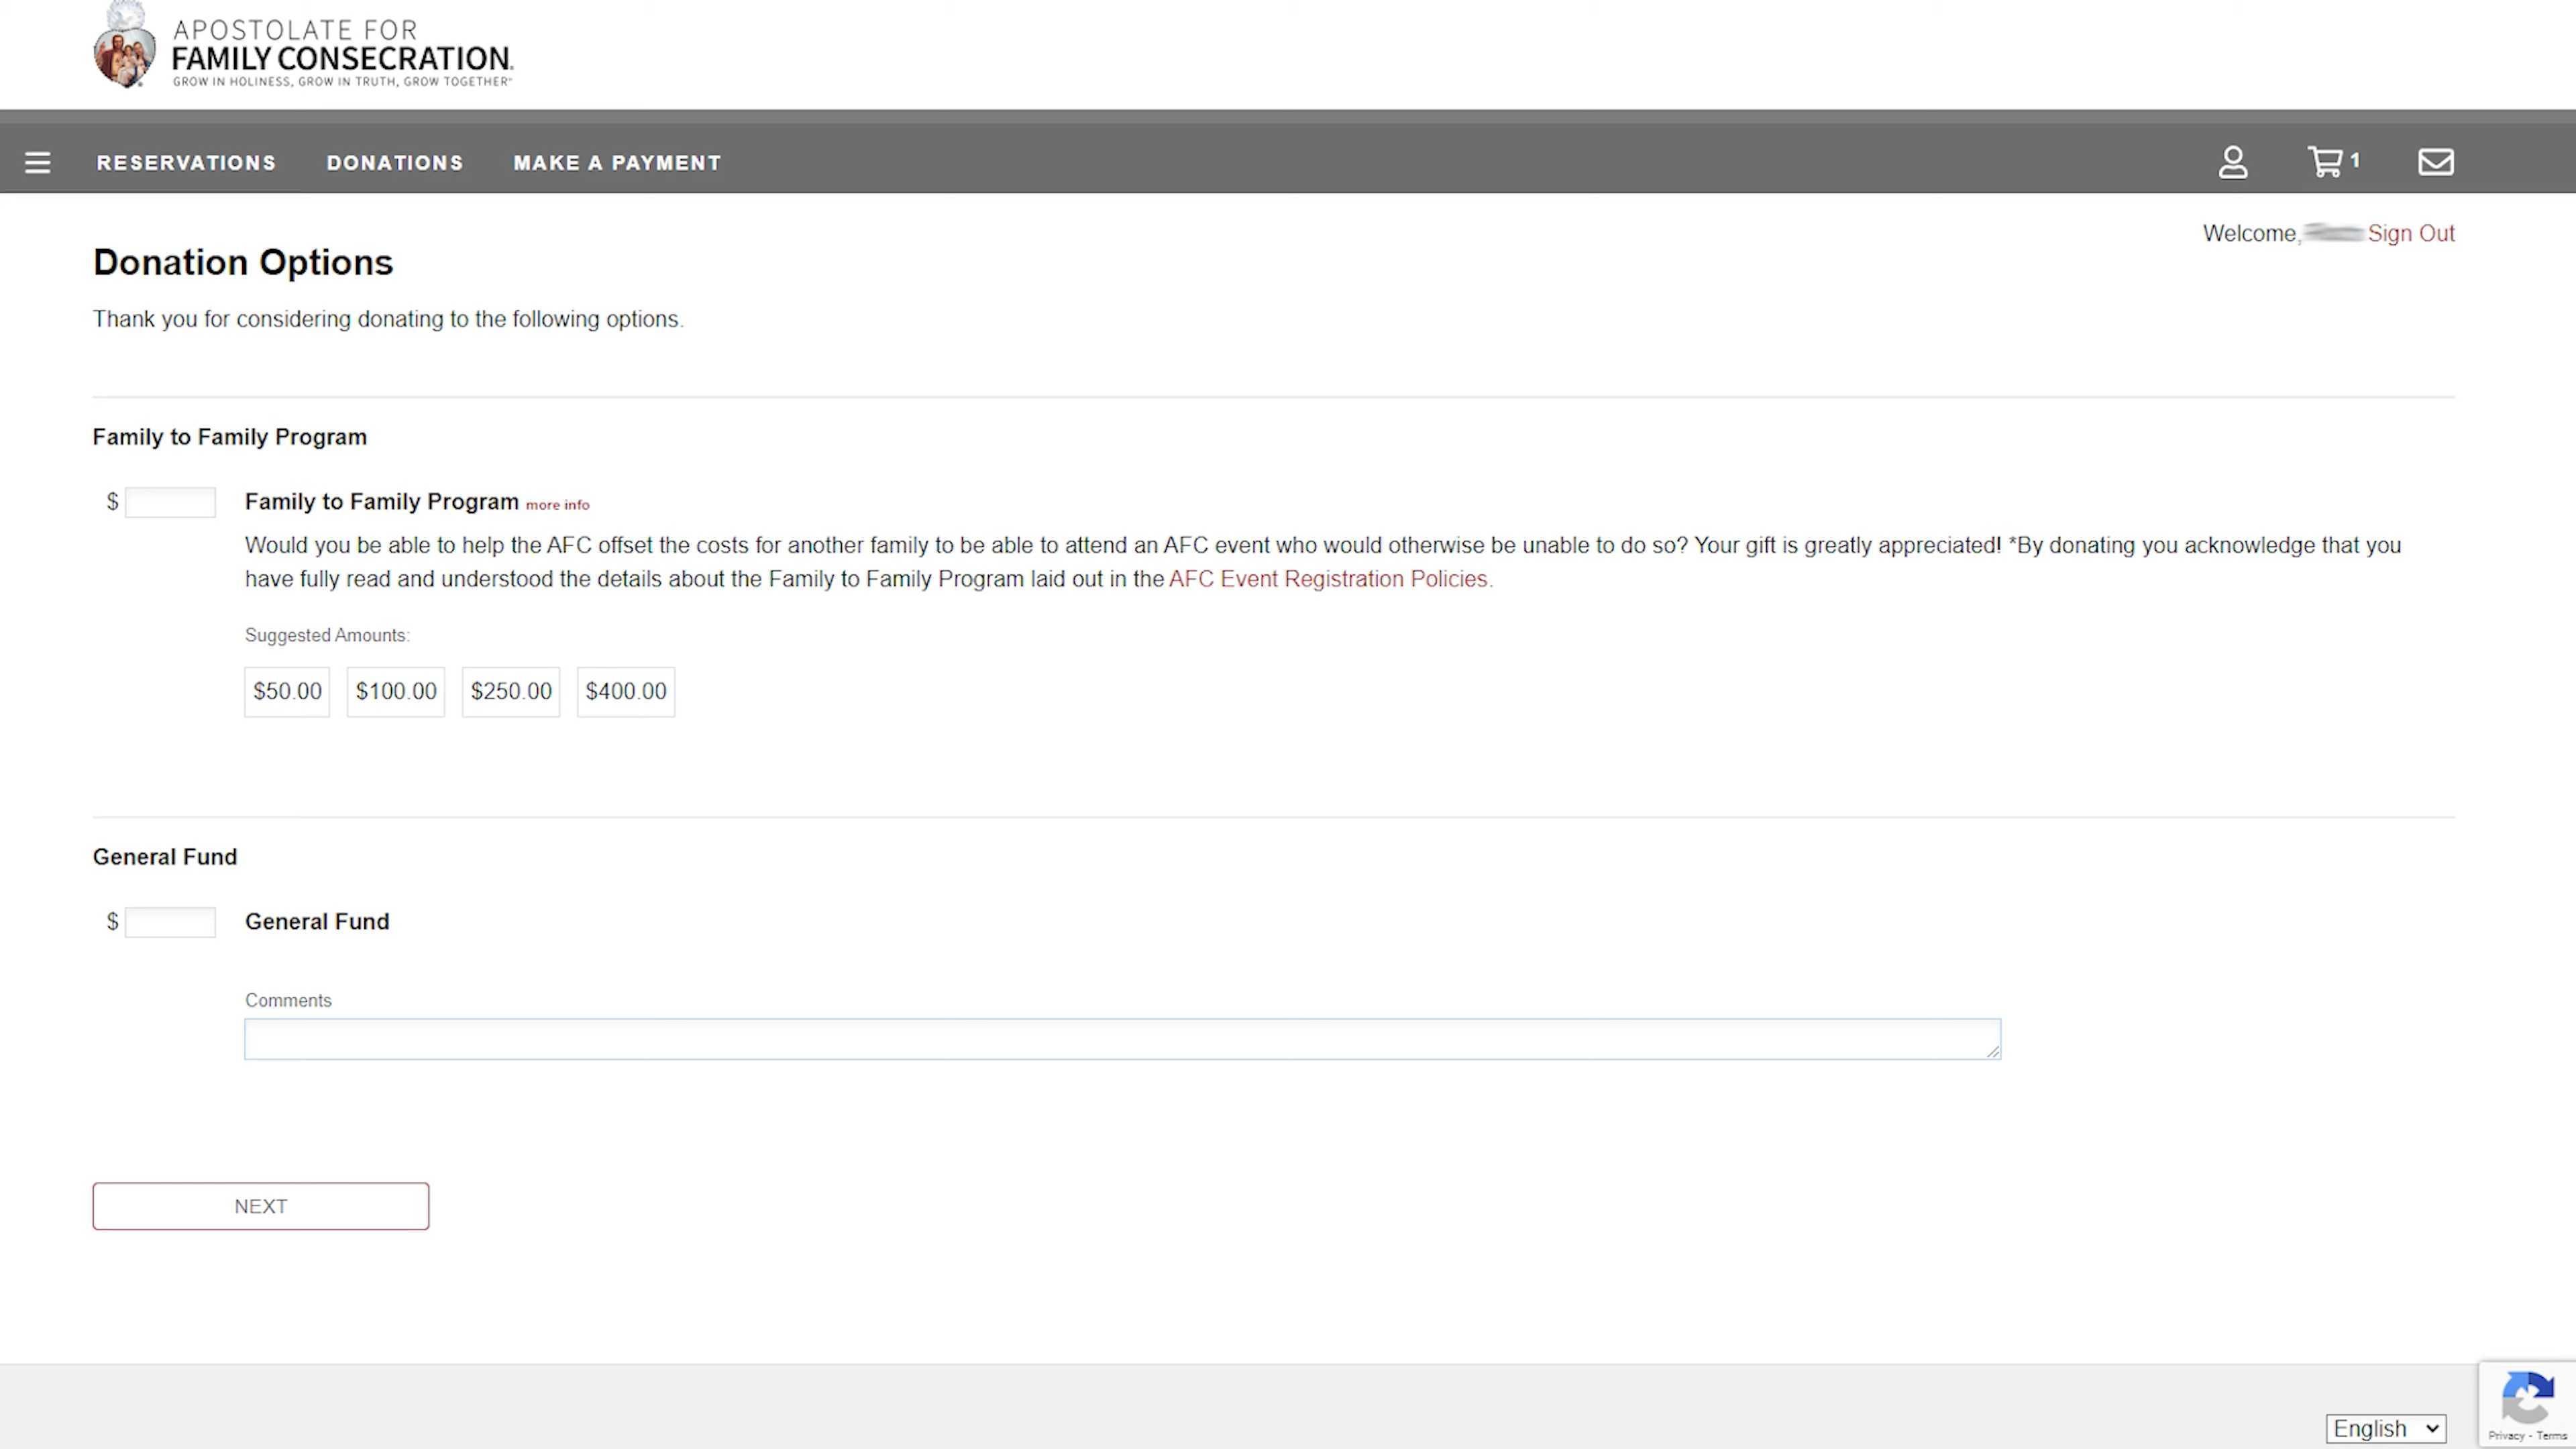 APOSTOLATE FOR
FAMILY CONSECRATION.
GROW IN HOLINESS, GROW IN TRUTH, GROW TOGETHER
RESERVATIONS DONATIONS MAKE A PAYMENT 1
Welcome, Sign Out
Donation Options
Thank you for considering donating to the following options.
Family to Family Program
$ Family to Family Program more info
Would you be able to help the AFC offset the costs for another family to be able to attend an AFC event who would otherwise be unable to do so? Your gift is greatly appreciated! *By donating you acknowledge that you
have fully read and understood the details about the Family to Family Program laid out in the AFC Event Registration Policies.
Suggested Amounts:
$50.00 $100.00 $250.00 $400.00
General Fund
$ General Fund
Comments
NEXT
English
Privacy - Terms